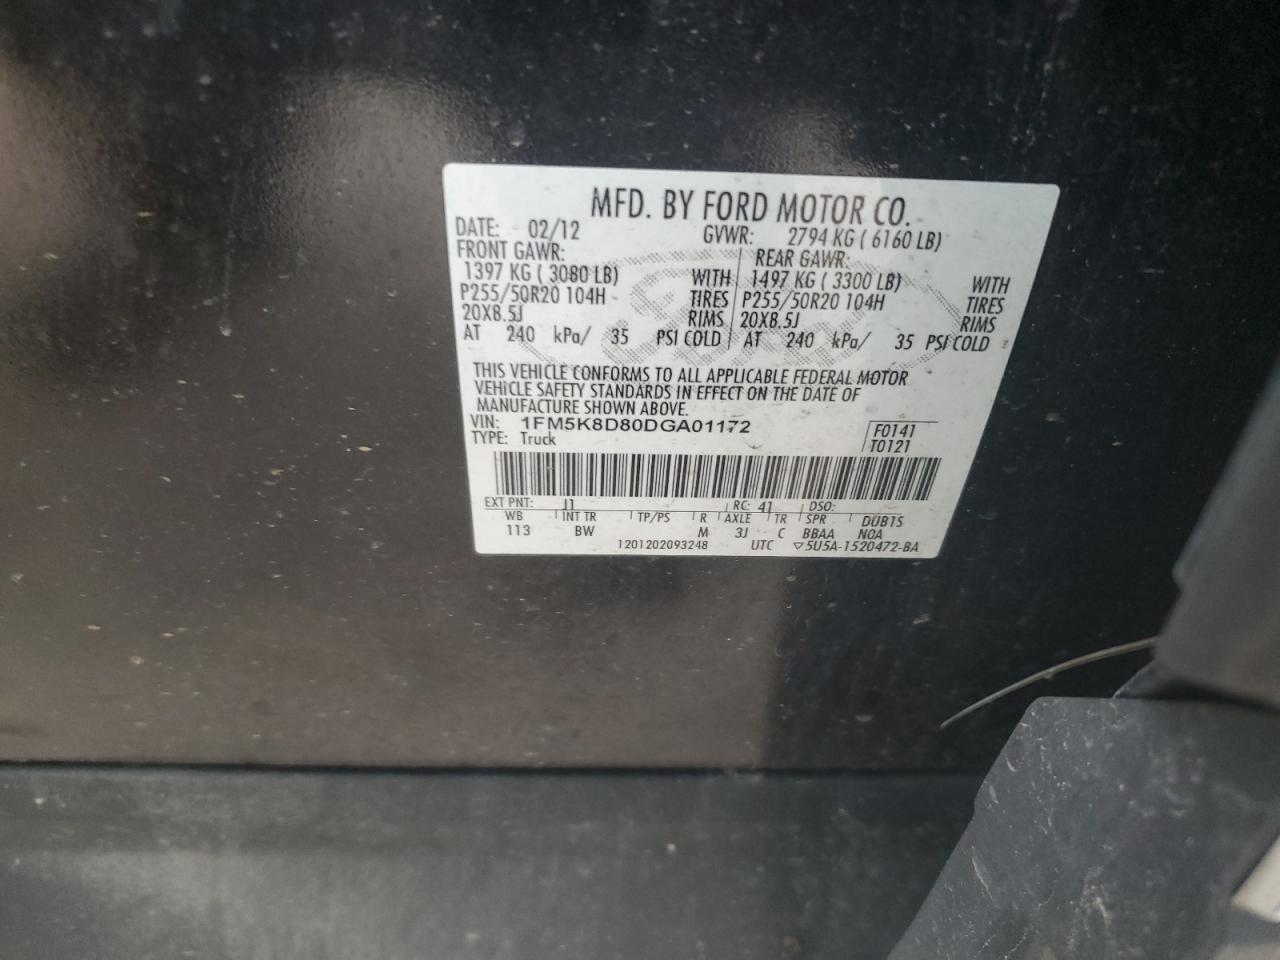 MFD. BY FORD MOTOR CO.
DATE: 02/12 GVWR: 2794 KG ( 6160 LB)
FRONT GAWR: REAR GAWR:
1397 KG ( 3080 LB) WITH 1497 KG ( 3300 LB) WITH
P255/50R20 104H TIRES P255/50R20 104H TIRES
20X8.5J RIMS 20X8.5J RIMS
AT 240 kPa/ 35 PSI COLD AT 240 kPa/ 35 PSI COLD
THIS VEHICLE CONFORMS TO ALL APPLICABLE FEDERAL MOTOR
VEHICLE SAFETY STANDARDS IN EFFECT ON THE DATE OF
MANUFACTURE SHOWN ABOVE.
VIN: 1FM5K8D80DGA01172 F0141
TYPE: Truck T0121
EXT PNT: J1 RC: 41 DSO:
WB INT TR TP/PS R AXLE TR SPR DUB1S
113 BW M 3J C BBAA N0A
1201202093248 UTC ▽5U5A-1520472-BA